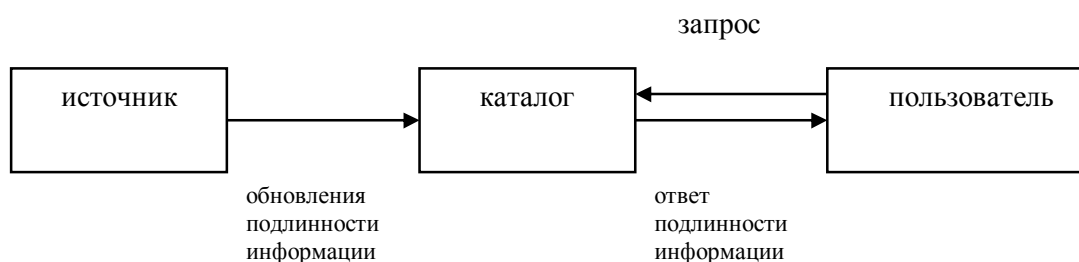 запрос
источник
каталог
пользователь
обновления
подлинности
информации
ответ
подлинности
информации